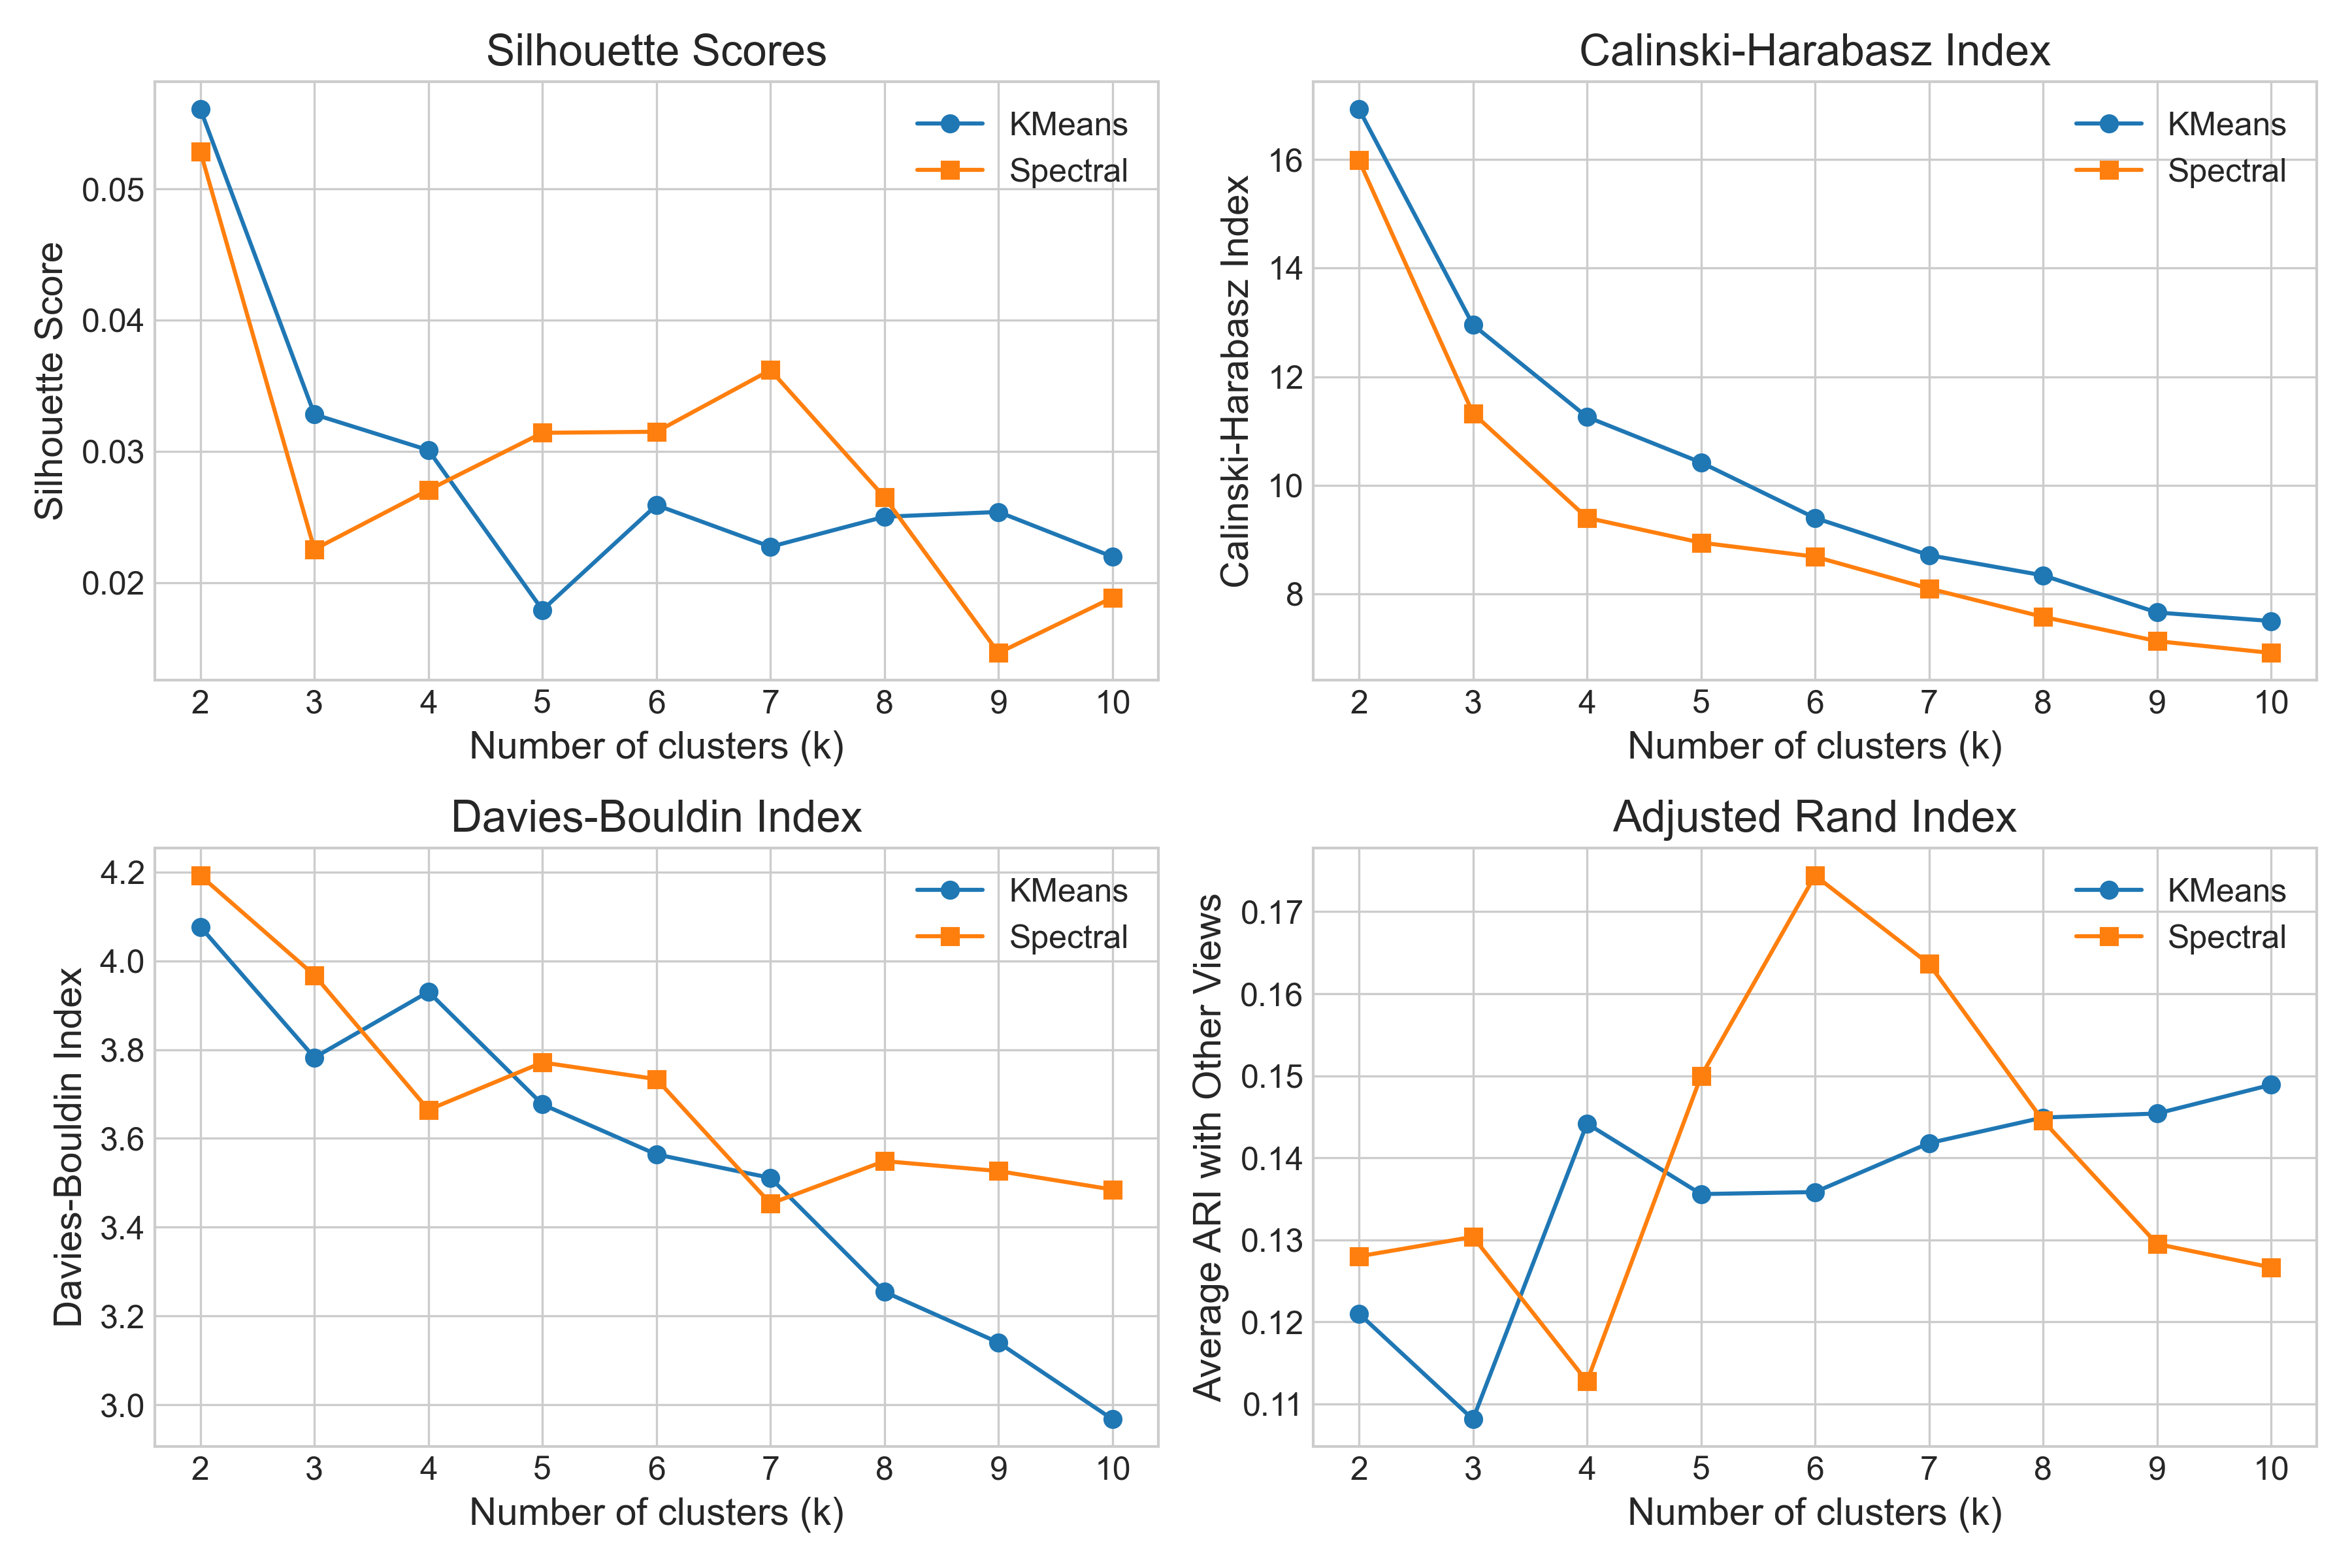 Silhouette Scores
Silhouette Score
0.05
0.04
0.03
0.02
KMeans
Spectral
2 3 4 5 6 7 8 9 10
Number of clusters (k)
Calinski-Harabasz Index
Calinski-Harabasz Index
16
14
12
10
8
KMeans
Spectral
2 3 4 5 6 7 8 9 10
Number of clusters (k)
Davies-Bouldin Index
Davies-Bouldin Index
4.2
4.0
3.8
3.6
3.4
3.2
3.0
KMeans
Spectral
2 3 4 5 6 7 8 9 10
Number of clusters (k)
Adjusted Rand Index
Average ARI with Other Views
0.17
0.16
0.15
0.14
0.13
0.12
0.11
KMeans
Spectral
2 3 4 5 6 7 8 9 10
Number of clusters (k)